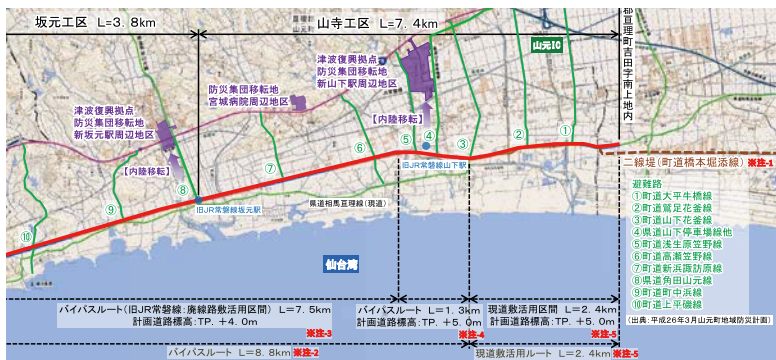 坂元工区 L=3.8km
山寺工区 L=7.4km
郡亘理町吉田字南上地内
山元IC
津波復興拠点
防災集団移転地
新山下駅周辺地区
防災集団移転地
宮城病院周辺地区
津波復興拠点
防災集団移転地
新坂元駅周辺地区
【内陸移転】
【内陸移転】
⑤ ④ ③ ② ①
⑥
⑦
⑧
⑨
⑩
旧JR常磐線山下駅
旧JR常磐線坂元駅
県道相馬亘理線(現道)
二線堤(町道橋本堀添線)※注-1
仙台湾
避難路
①町道大平牛橋線
②町道鷲足花釜線
③町道山下花釜線
④県道山下停車場線他
⑤町道浅生原笠野線
⑥町道高瀬笠野線
⑦町道新浜諏訪原線
⑧県道角田山元線
⑨町道町中浜線
⑩町道上平磯線
(出典:平成26年3月山元町地域防災計画)
バイパスルート(旧JR常磐線:廃線路敷活用区間) L=7.5km
計画道路標高:TP. +4.0m
※注-3
バイパスルート L=1.3km
計画道路標高:TP. +5.0m
※注-4
現道敷活用区間 L=2.4km
計画道路標高:TP. +5.0m
※注-5
バイパスルート L=8.8km※注-2
現道敷活用ルート L=2.4km※注-5